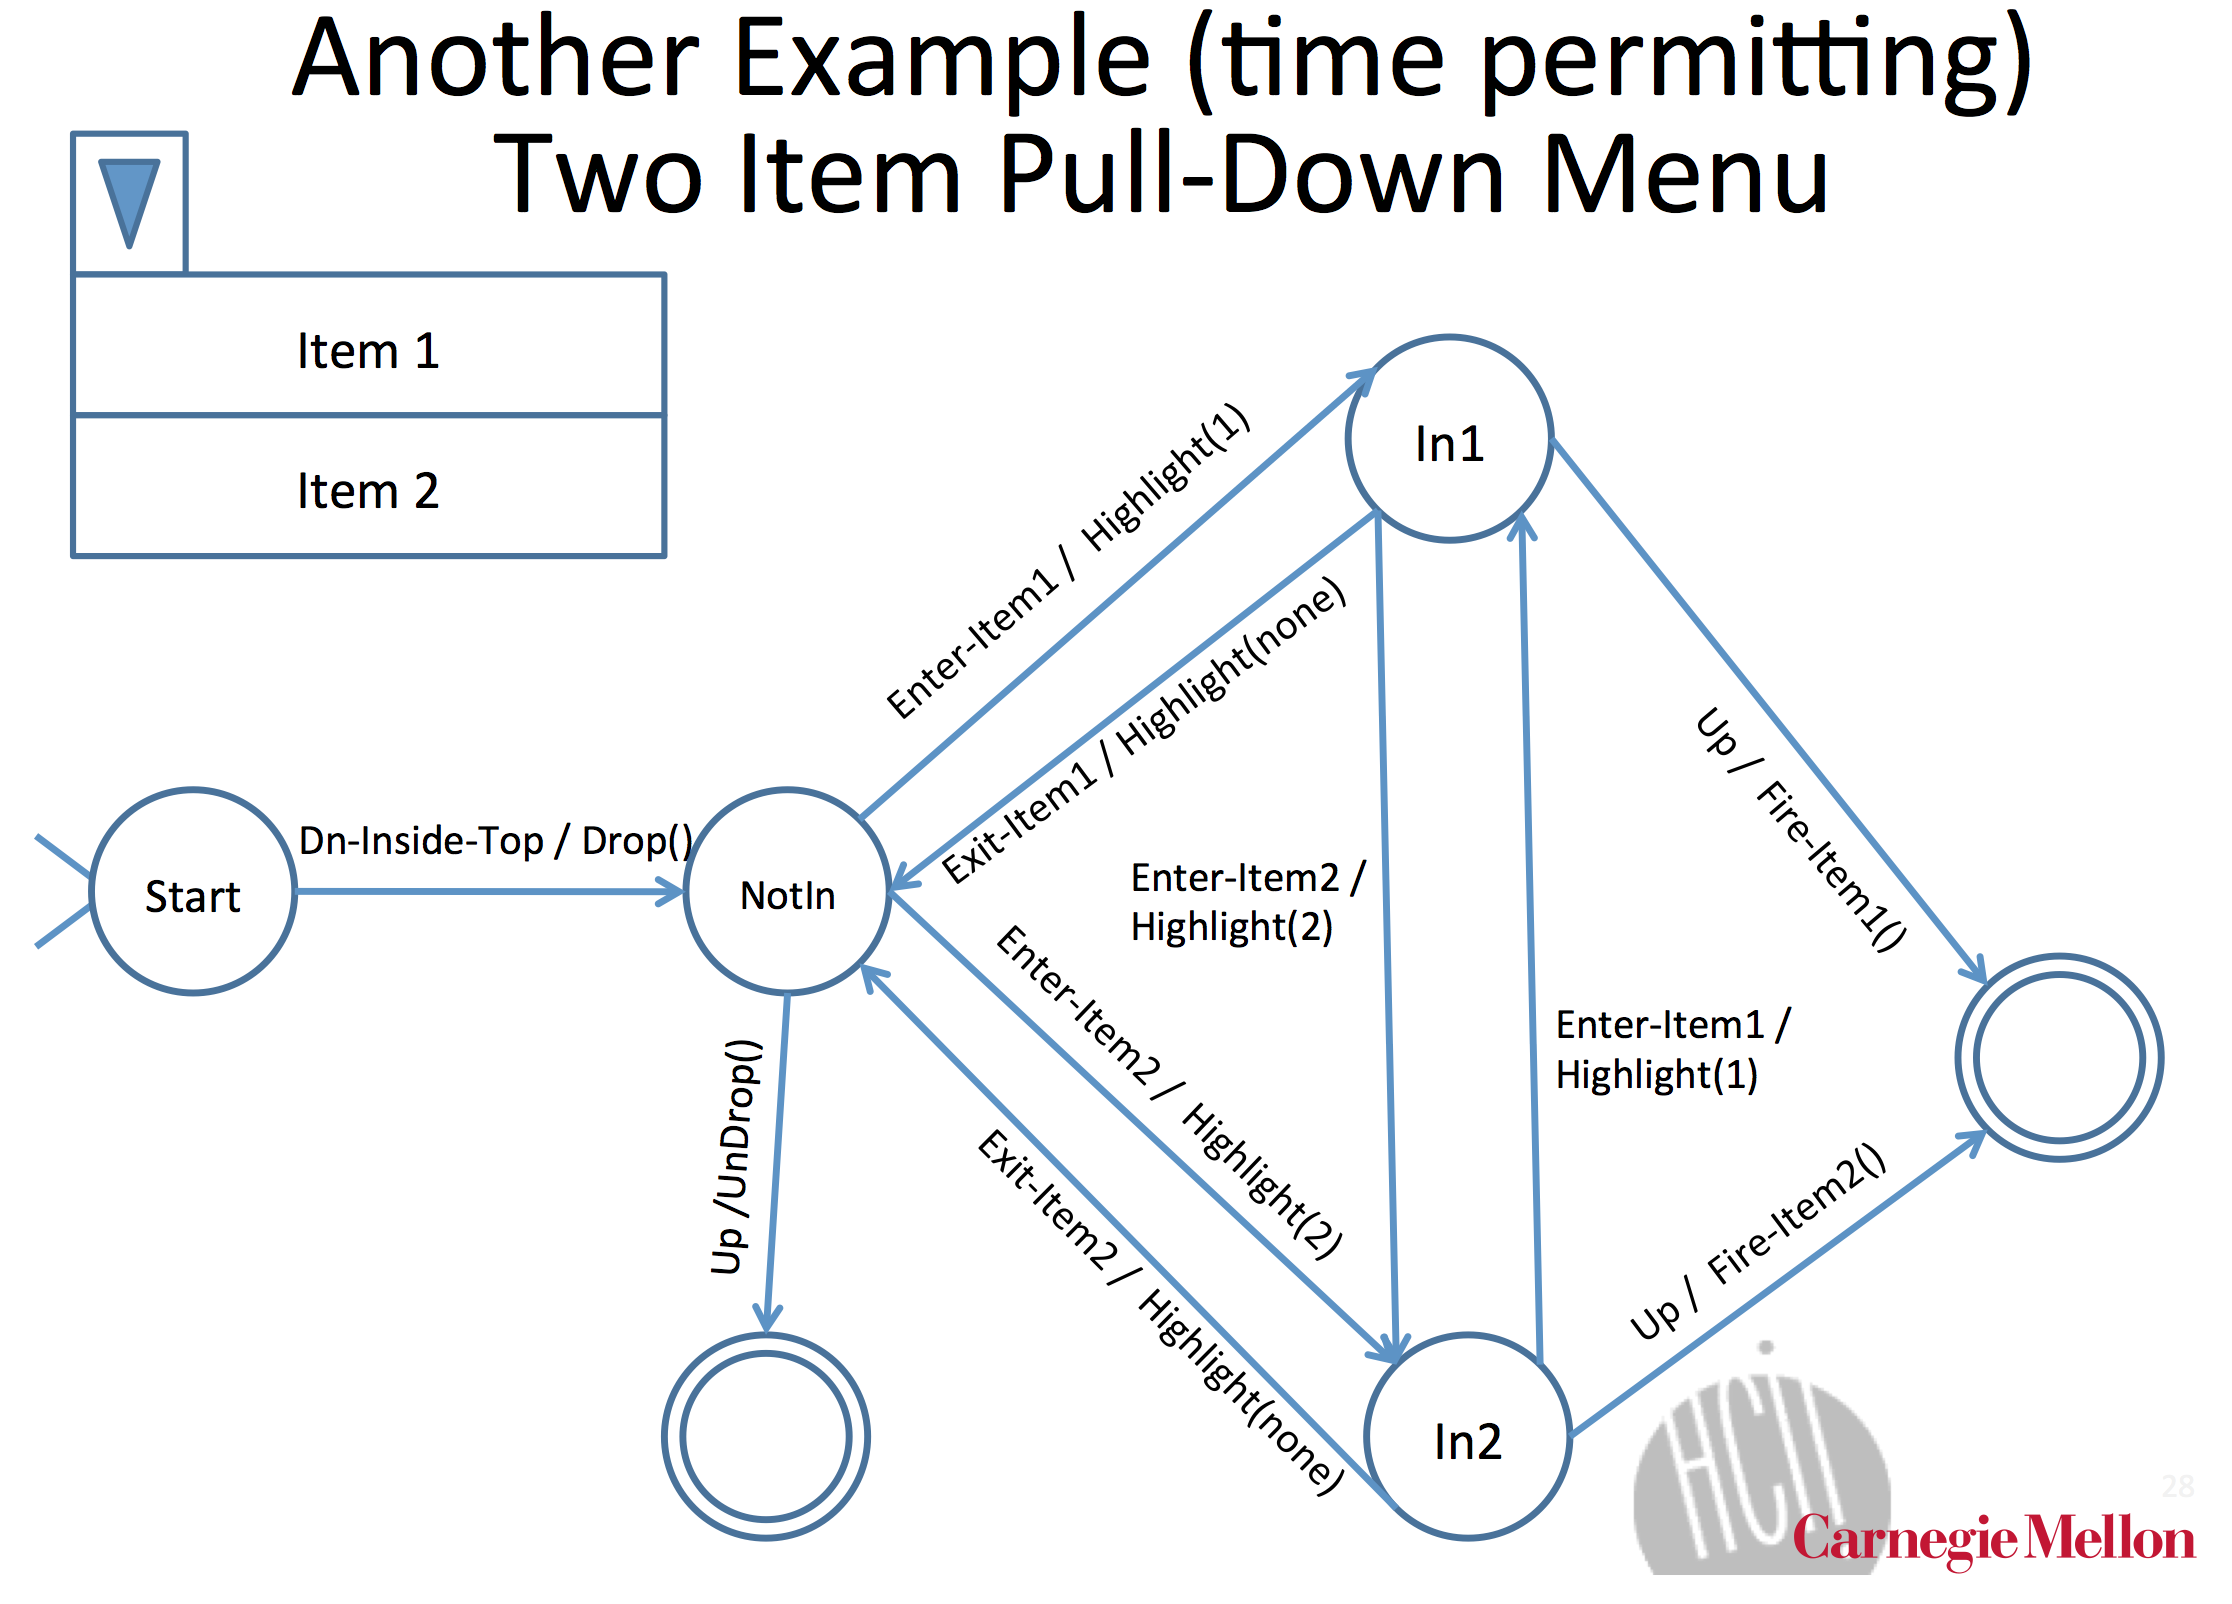 Another Example (time permitting)
Two Item Pull-Down Menu
Item 1
Item 2
In1
Enter-Item1 / Highlight(1)
Exit-Item1 / Highlight(none)
Up / Fire-Item1()
Start
Dn-Inside-Top / Drop()
NotIn
Enter-Item2 /
Highlight(2)
Enter-Item2 / Highlight(2)
Enter-Item1 /
Highlight(1)
Up /UnDrop()
Exit-Item2 / Highlight(none)
Up / Fire-Item2()
In2
HCII
28
Carnegie Mellon